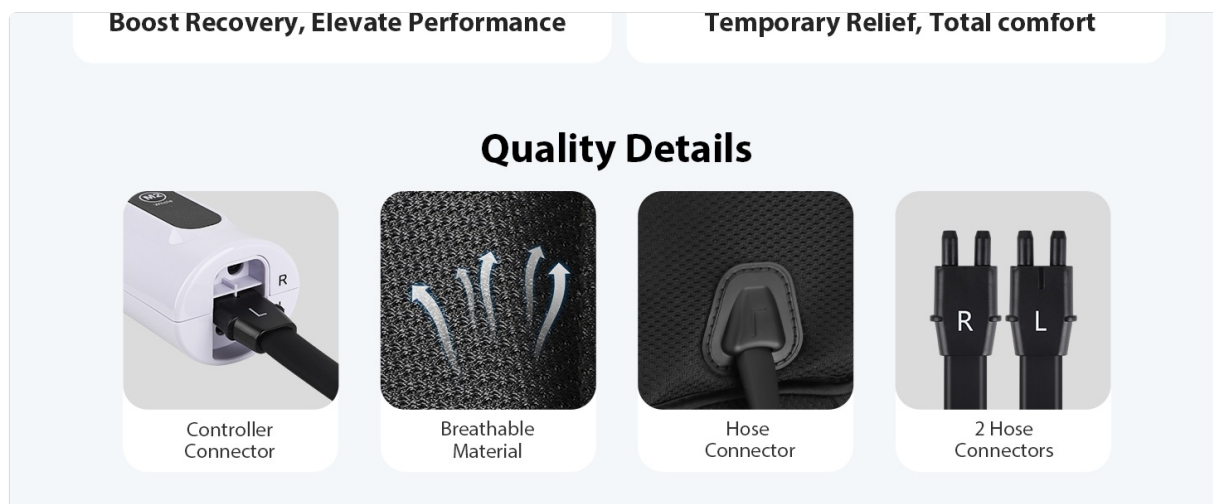 Boost Recovery, Elevate Performance
Temporary Relief, Total comfort
Quality Details
M2
R
L
R
L
Controller
Connector
Breathable
Material
Hose
Connector
2 Hose
Connectors